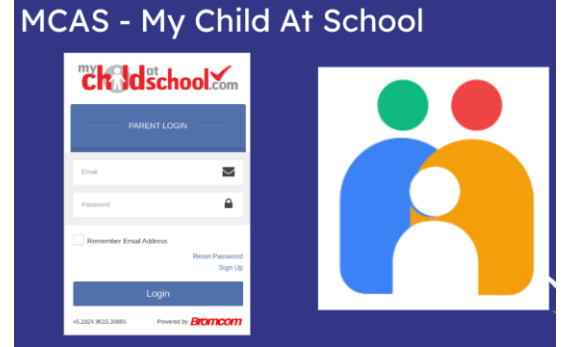 MCAS - My Child At School
my child at school.com
PARENT LOGIN
Email
Password
Remember Email Address
Reset Password
Sign Up
Login
v5.2024.9015.30895 Powered by Bromcom